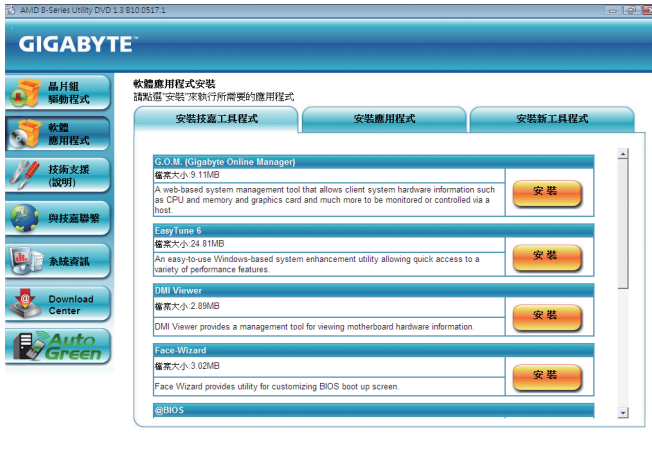 AMD 8-Series Utility DVD 1.3 B10.0517.1
GIGABYTE™
晶片組
驅動程式
軟體
應用程式
技術支援
(說明)
與技嘉聯繫
系統資訊
Download
Center
Auto
Green
軟體應用程式安裝
請點選"安裝"來執行所需要的應用程式
安裝技嘉工具程式
安裝應用程式
安裝新工具程式
G.O.M. (Gigabyte Online Manager)
檔案大小:9.11MB
A web-based system management tool that allows client system hardware information such
as CPU and memory and graphics card and much more to be monitored or controlled via a
host.
安裝
EasyTune 6
檔案大小:24.81MB
An easy-to-use Windows-based system enhancement utility allowing quick access to a
variety of performance features.
安裝
DMI Viewer
檔案大小:2.89MB
DMI Viewer provides a management tool for viewing motherboard hardware information.
安裝
Face-Wizard
檔案大小:3.02MB
Face Wizard provides utility for customizing BIOS boot up screen.
安裝
@BIOS